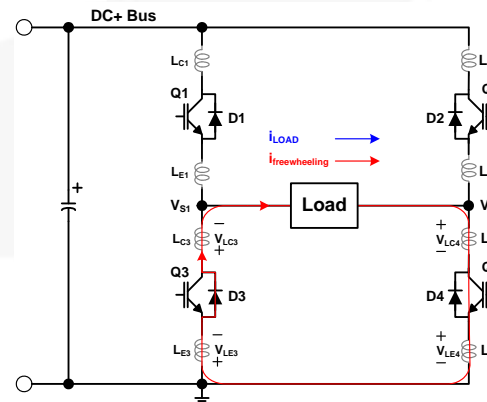 DC+ Bus
LC1
L
Q1
D1
D2
Q
iLOAD
ifreewheeling
LE1
L
VS1
Load
V
−
+
LC3
VLC3
+
−
VLC4
L
Q3
D3
D4
Q
−
+
LE3
VLE3
+
−
VLE4
L
+